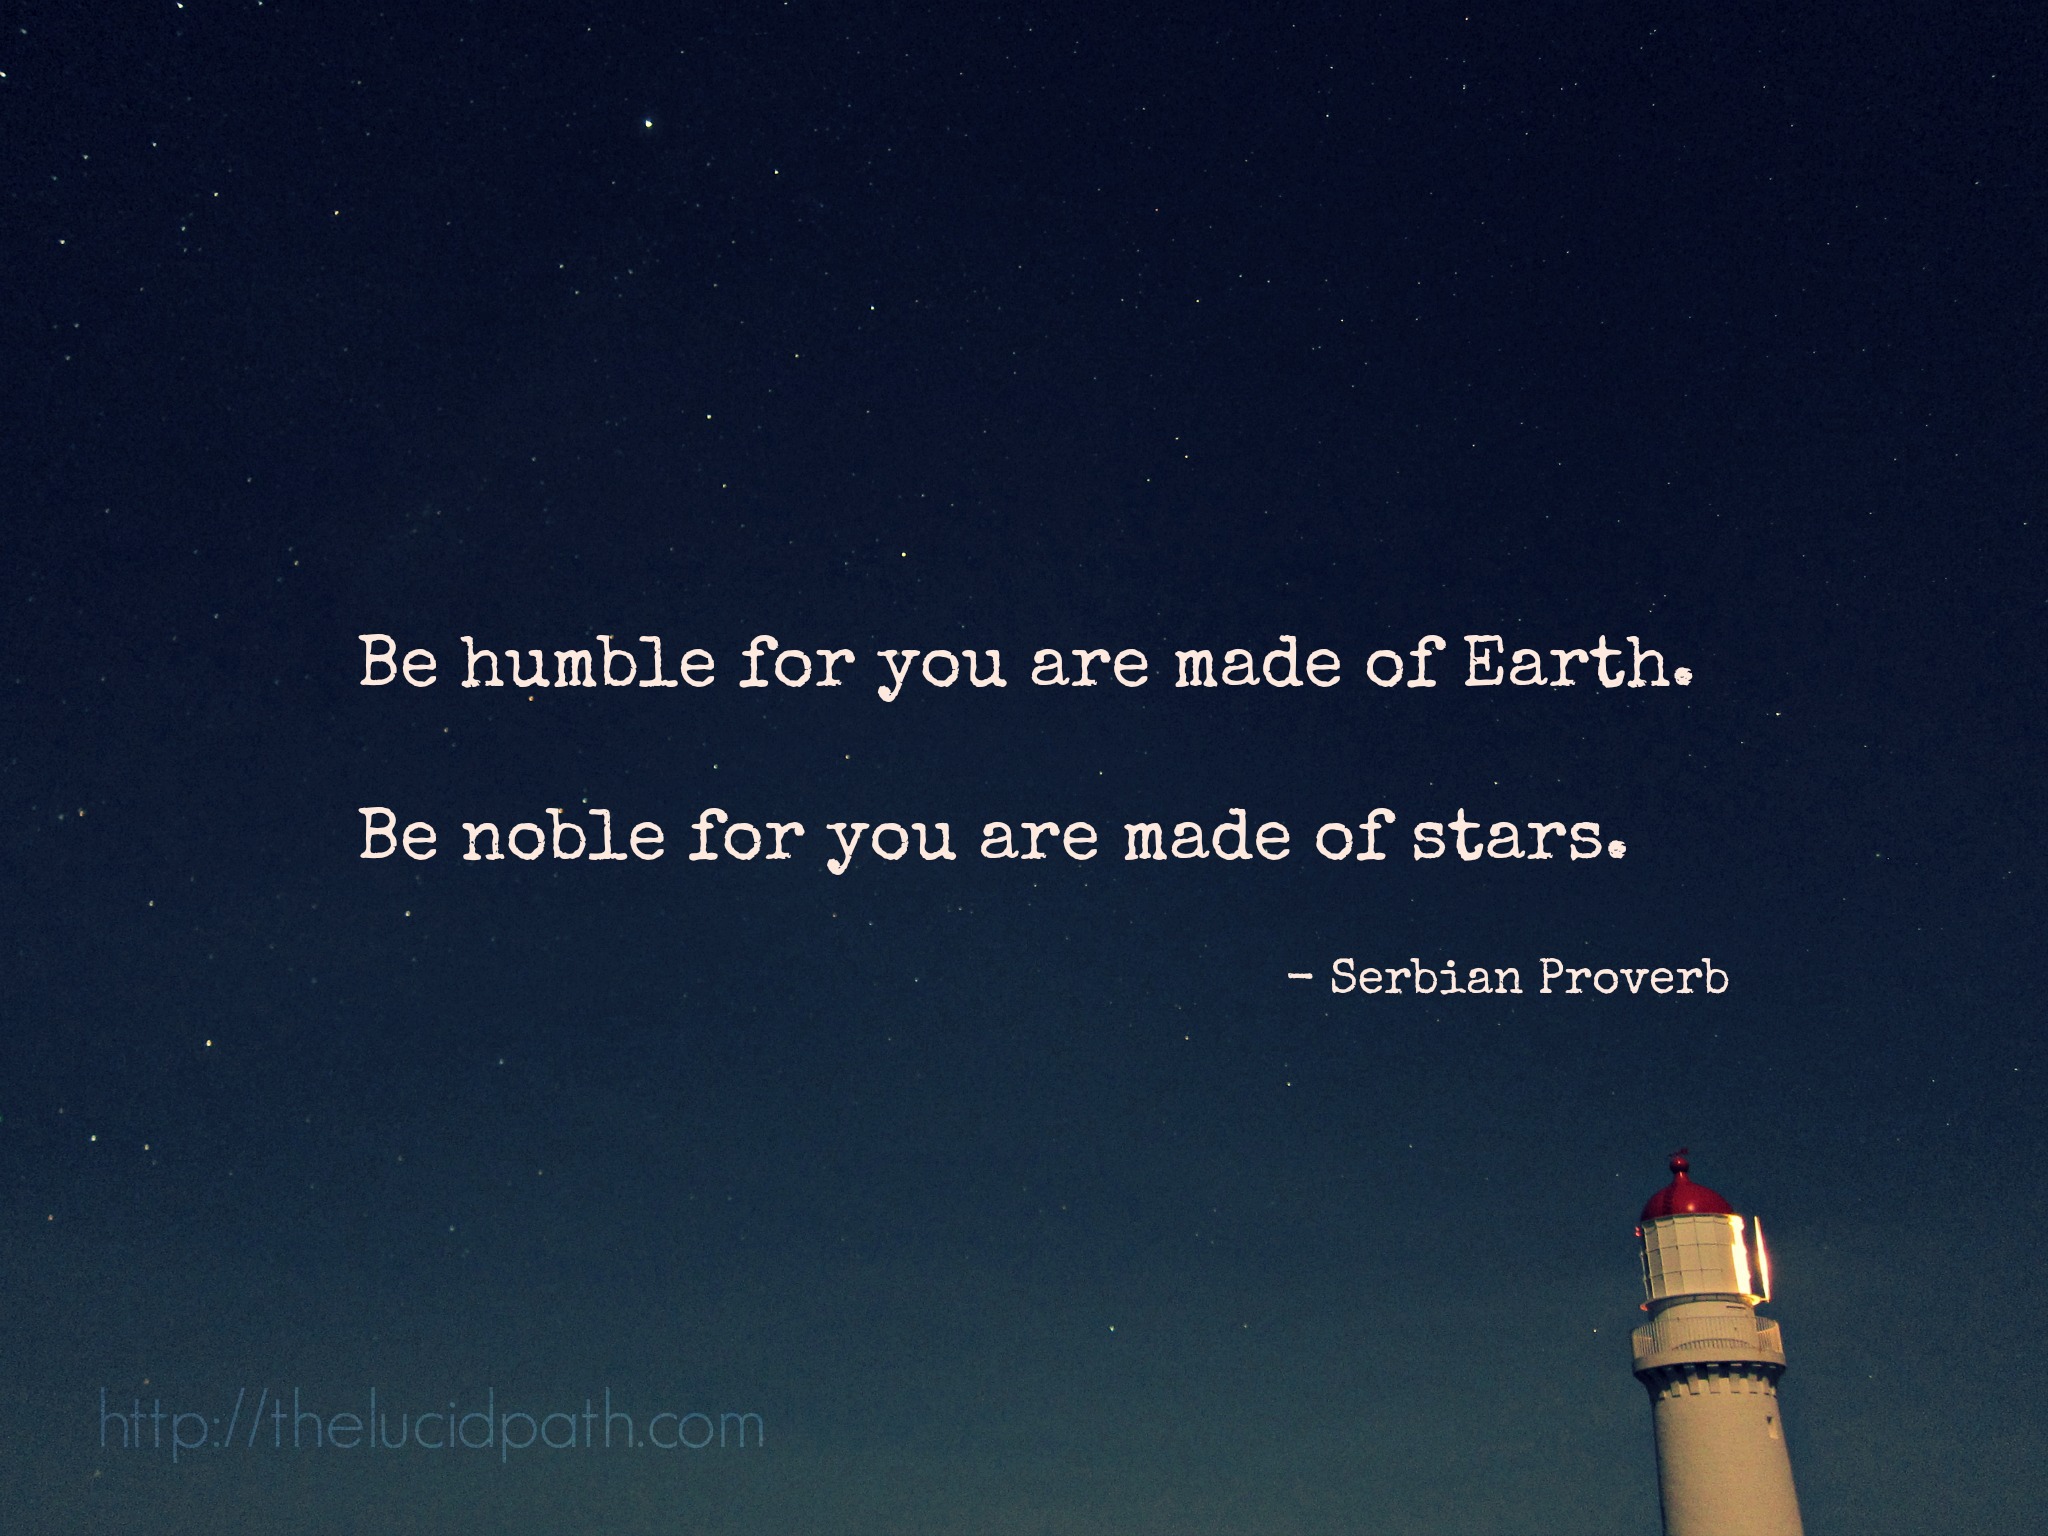 Be humble for you are made of Earth.
Be noble for you are made of stars.
- Serbian Proverb
http://thelucidpath.com